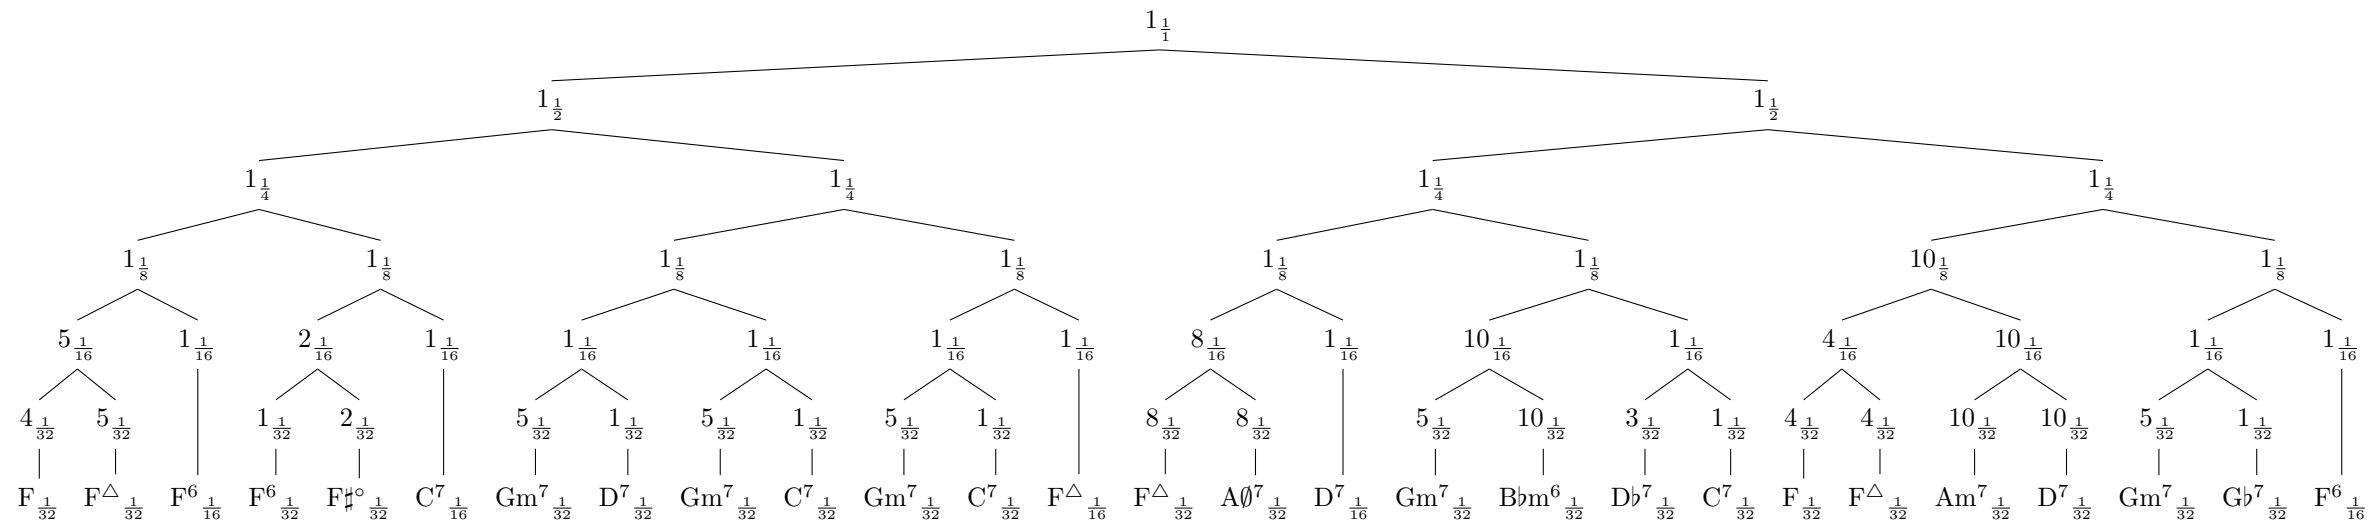 1 1/1
1 1/2 1 1/2
1 1/4 1 1/4 1 1/4 1 1/4
1 1/8 1 1/8 1 1/8 1 1/8 1 1/8 1 1/8 10 1/8 1 1/8
5 1/16 1 1/16 2 1/16 1 1/16 1 1/16 1 1/16 1 1/16 1 1/16 8 1/16 1 1/16 10 1/16 1 1/16 4 1/16 10 1/16 1 1/16 1 1/16
4 1/32 5 1/32 1 1/32 2 1/32 5 1/32 1 1/32 5 1/32 1 1/32 5 1/32 1 1/32 8 1/32 8 1/32 5 1/32 10 1/32 3 1/32 1 1/32 4 1/32 4 1/32 10 1/32 10 1/32 5 1/32 1 1/32
F 1/32 F△ 1/32 F⁶ 1/16 F⁶ 1/32 F♯° 1/32 C⁷ 1/16 Gm⁷ 1/32 D⁷ 1/32 Gm⁷ 1/32 C⁷ 1/32 Gm⁷ 1/32 C⁷ 1/32 F△ 1/16 F△ 1/32 A∅⁷ 1/32 D⁷ 1/16 Gm⁷ 1/32 B♭m⁶ 1/32 D♭⁷ 1/32 C⁷ 1/32 F 1/32 F△ 1/32 Am⁷ 1/32 D⁷ 1/32 Gm⁷ 1/32 G♭⁷ 1/32 F⁶ 1/16